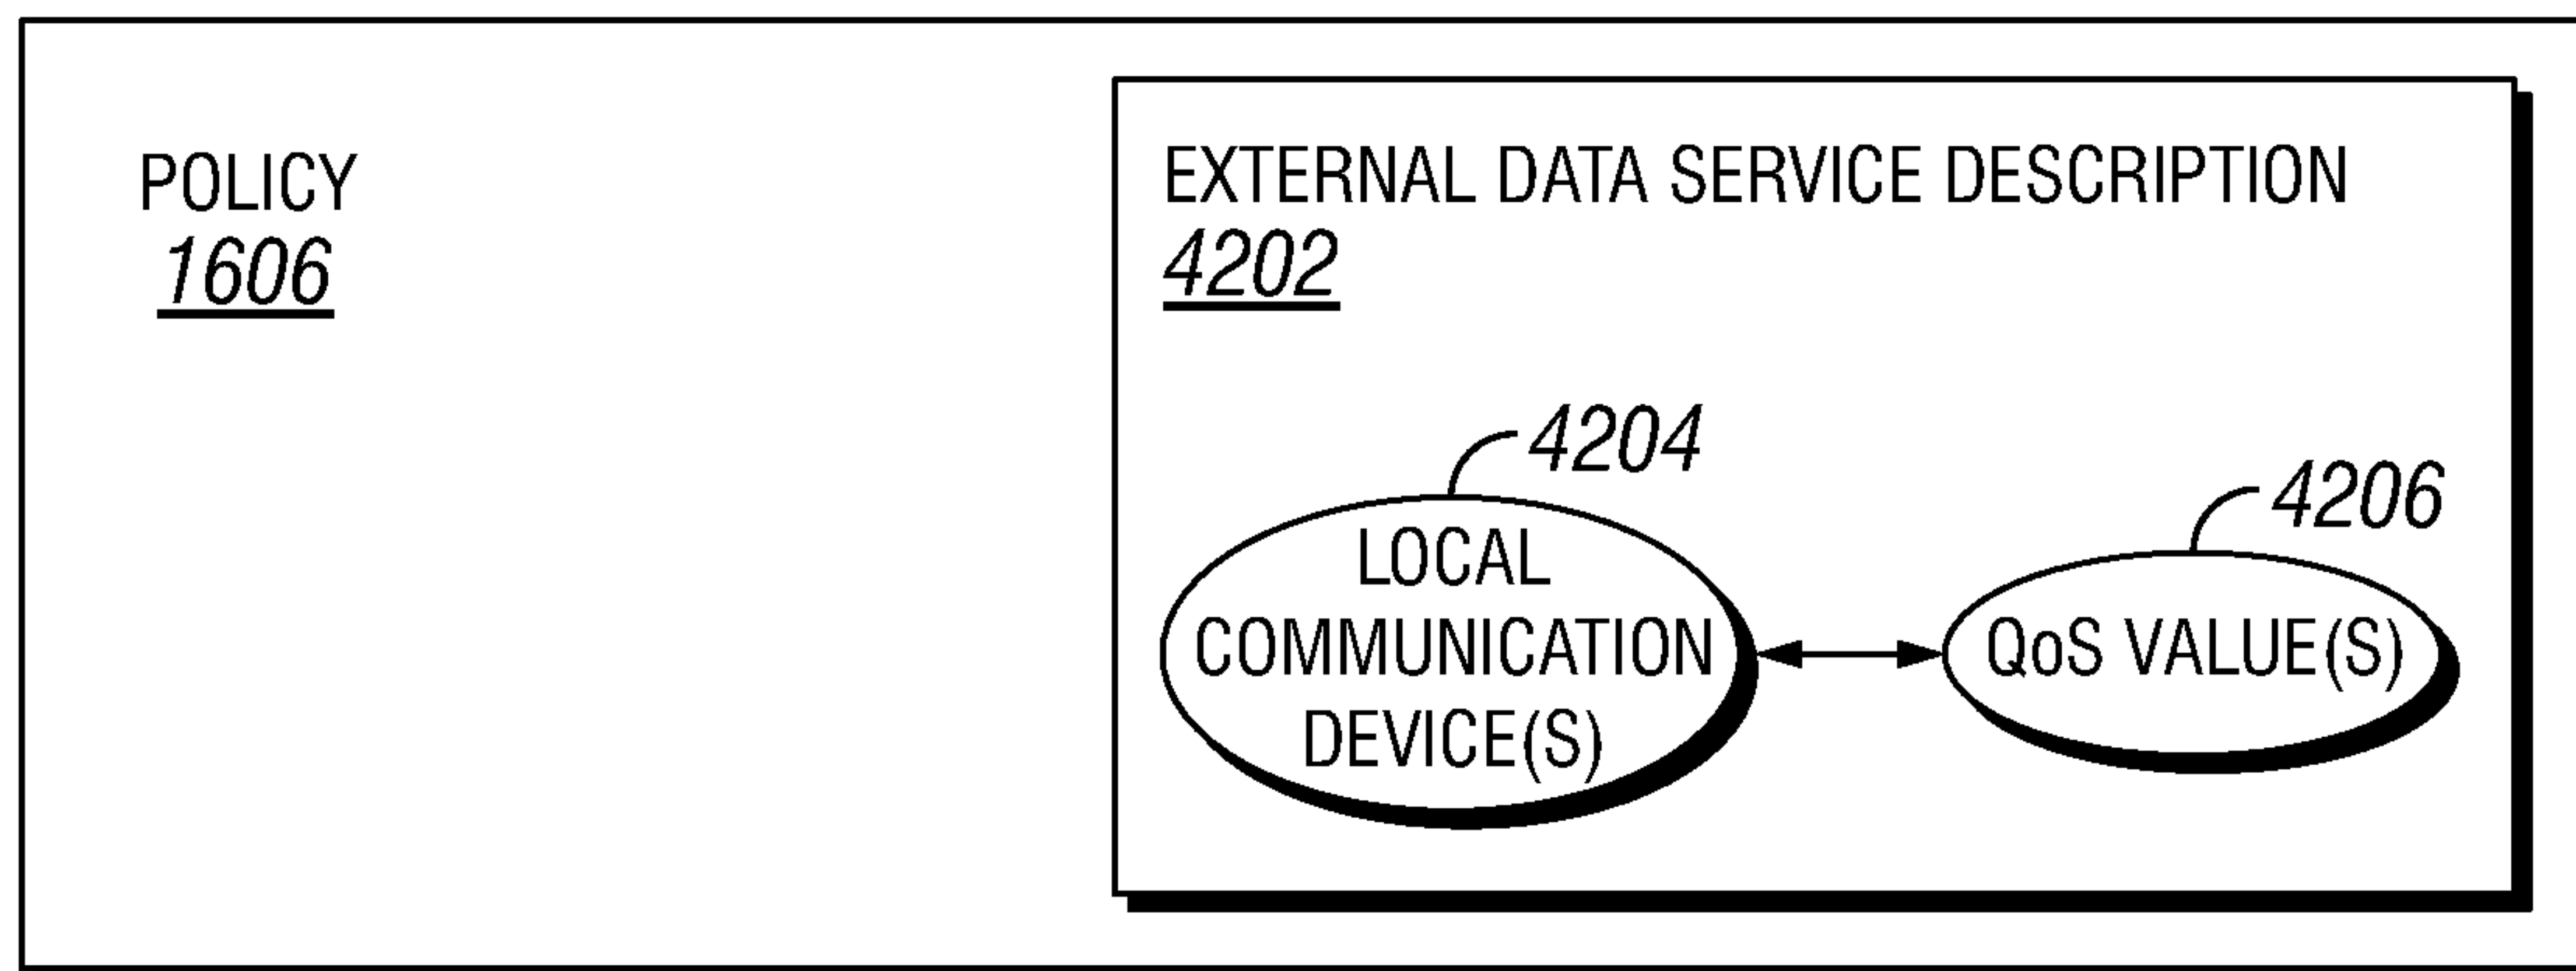 POLICY
1606
EXTERNAL DATA SERVICE DESCRIPTION
4202
4204
LOCAL
COMMUNICATION
DEVICE(S)
4206
QoS VALUE(S)